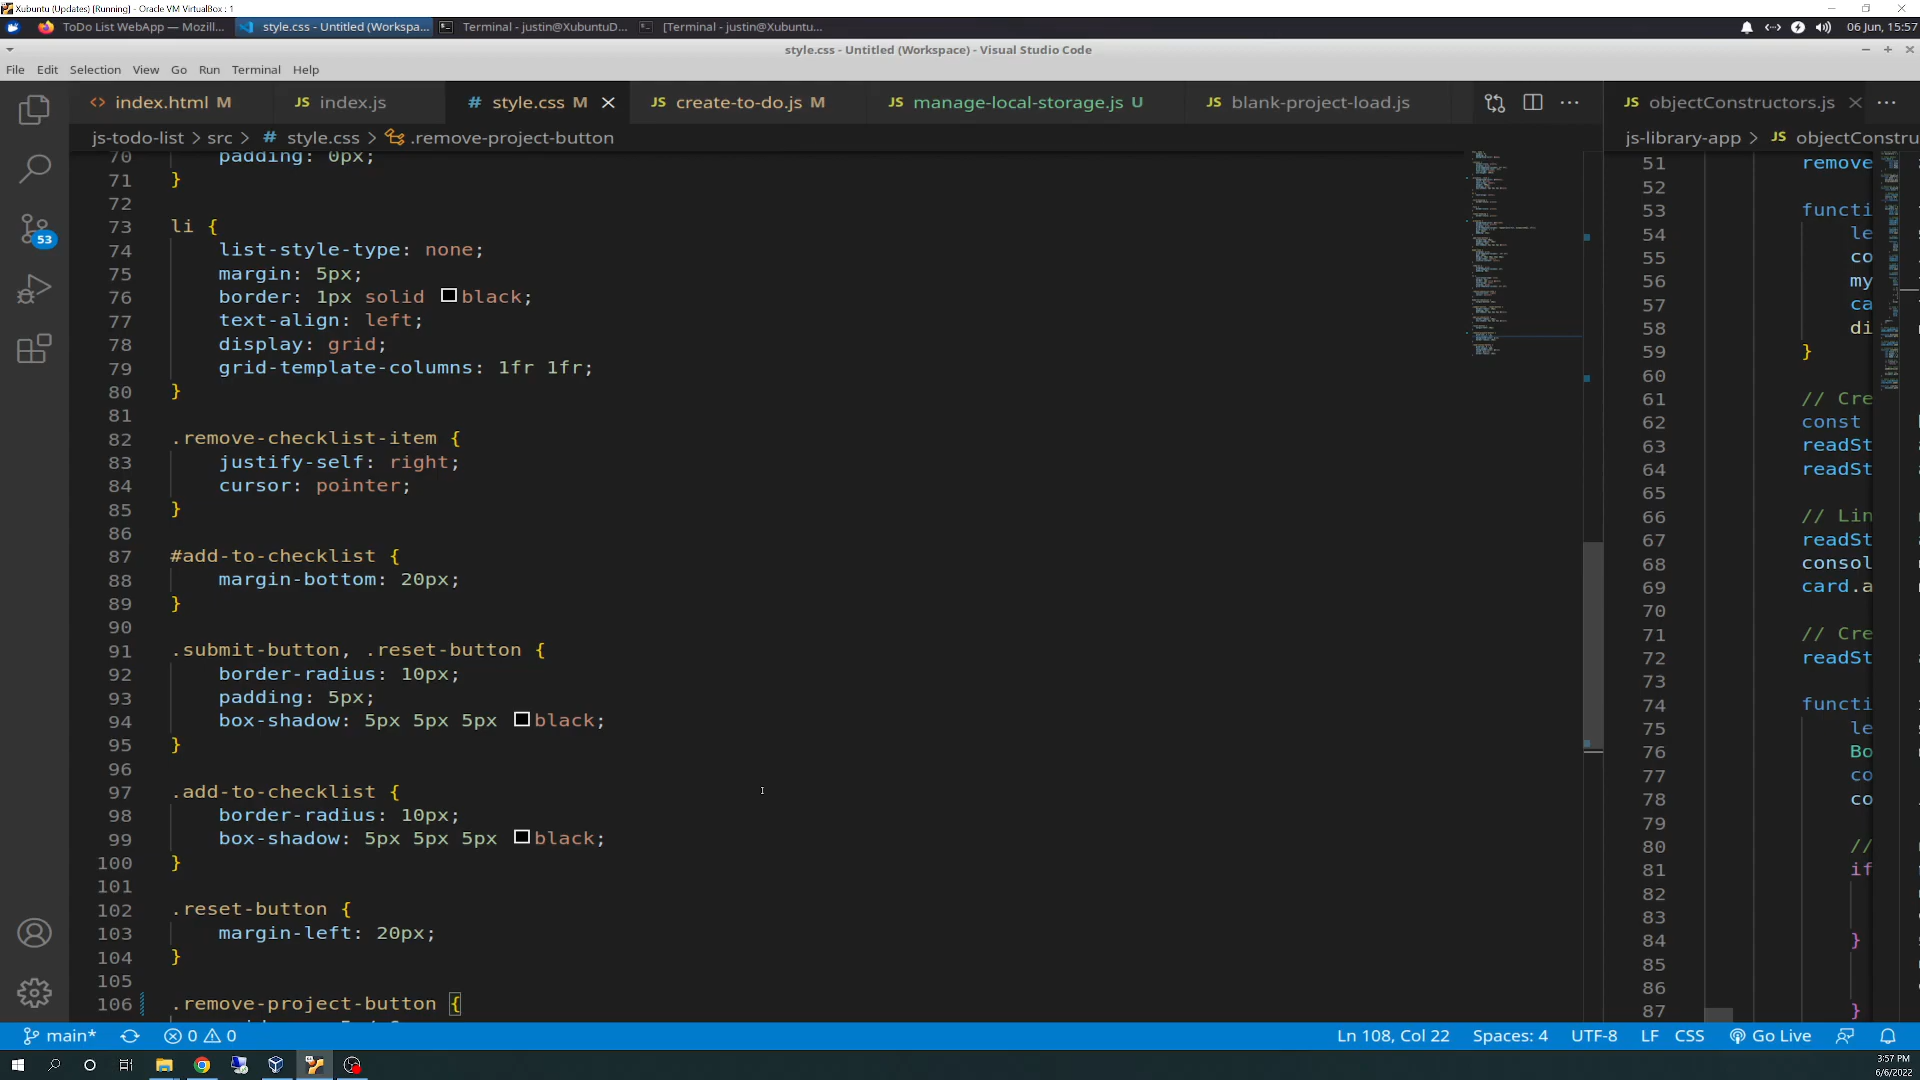 Xubuntu (Updates) [Running] - Oracle VM VirtualBox : 1
ToDo List WebApp — Mozill...
style.css - Untitled (Workspa...
Terminal - justin@XubuntuD...
[Terminal - justin@Xubuntu...
06 Jun, 15:57
style.css - Untitled (Workspace) - Visual Studio Code
File Edit Selection View Go Run Terminal Help
index.html M
JS index.js
# style.css M
JS create-to-do.js M
JS manage-local-storage.js U
JS blank-project-load.js
JS objectConstructors.js
js-todo-list > src > # style.css > .remove-project-button
js-library-app > JS objectConstru
53
70 padding: 0px;
71 }
72
73 li {
74 list-style-type: none;
75 margin: 5px;
76 border: 1px solid black;
77 text-align: left;
78 display: grid;
79 grid-template-columns: 1fr 1fr;
80 }
81
82 .remove-checklist-item {
83 justify-self: right;
84 cursor: pointer;
85 }
86
87 #add-to-checklist {
88 margin-bottom: 20px;
89 }
90
91 .submit-button, .reset-button {
92 border-radius: 10px;
93 padding: 5px;
94 box-shadow: 5px 5px 5px black;
95 }
96
97 .add-to-checklist {
98 border-radius: 10px;
99 box-shadow: 5px 5px 5px black;
100 }
101
102 .reset-button {
103 margin-left: 20px;
104 }
105
106 .remove-project-button {
51 remove
52
53 functi
54 le
55 co
56 my
57 ca
58 di
59 }
60
61 // Cre
62 const
63 readSt
64 readSt
65
66 // Lin
67 readSt
68 consol
69 card.a
70
71 // Cre
72 readSt
73
74 functi
75 le
76 Bo
77 co
78 co
79
80 //
81 if
82
83
84 }
85
86
87 }
main* 0 0
Ln 108, Col 22 Spaces: 4 UTF-8 LF CSS Go Live
3:57 PM
6/6/2022